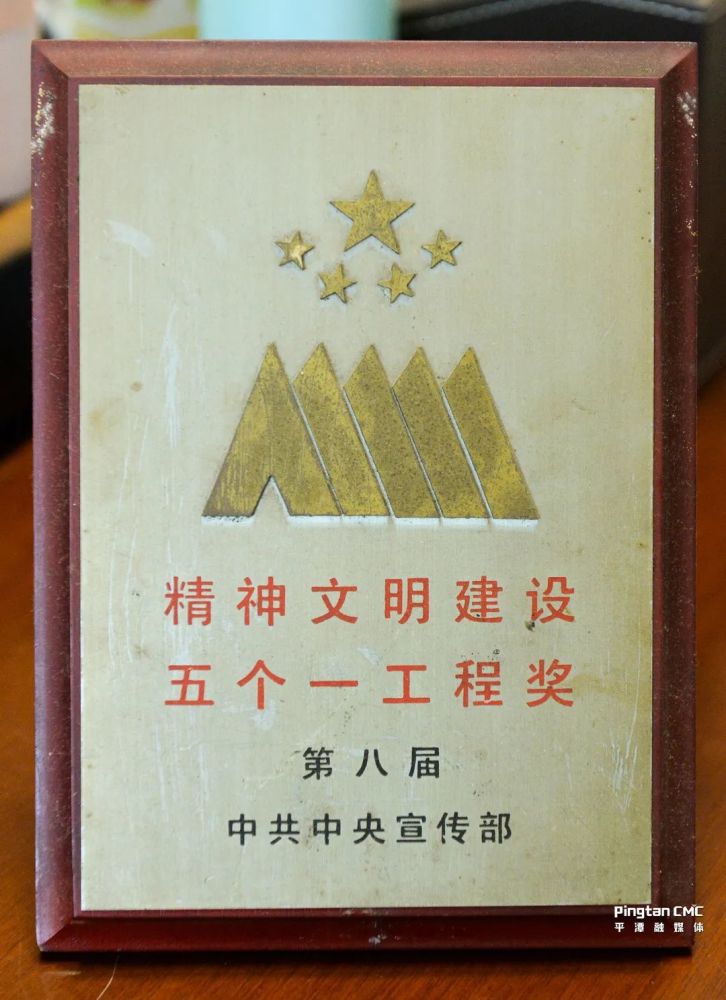 精神文明建设
五个一工程奖
第八届
中共中央宣传部
Pingtan CMC
平潭融媒体